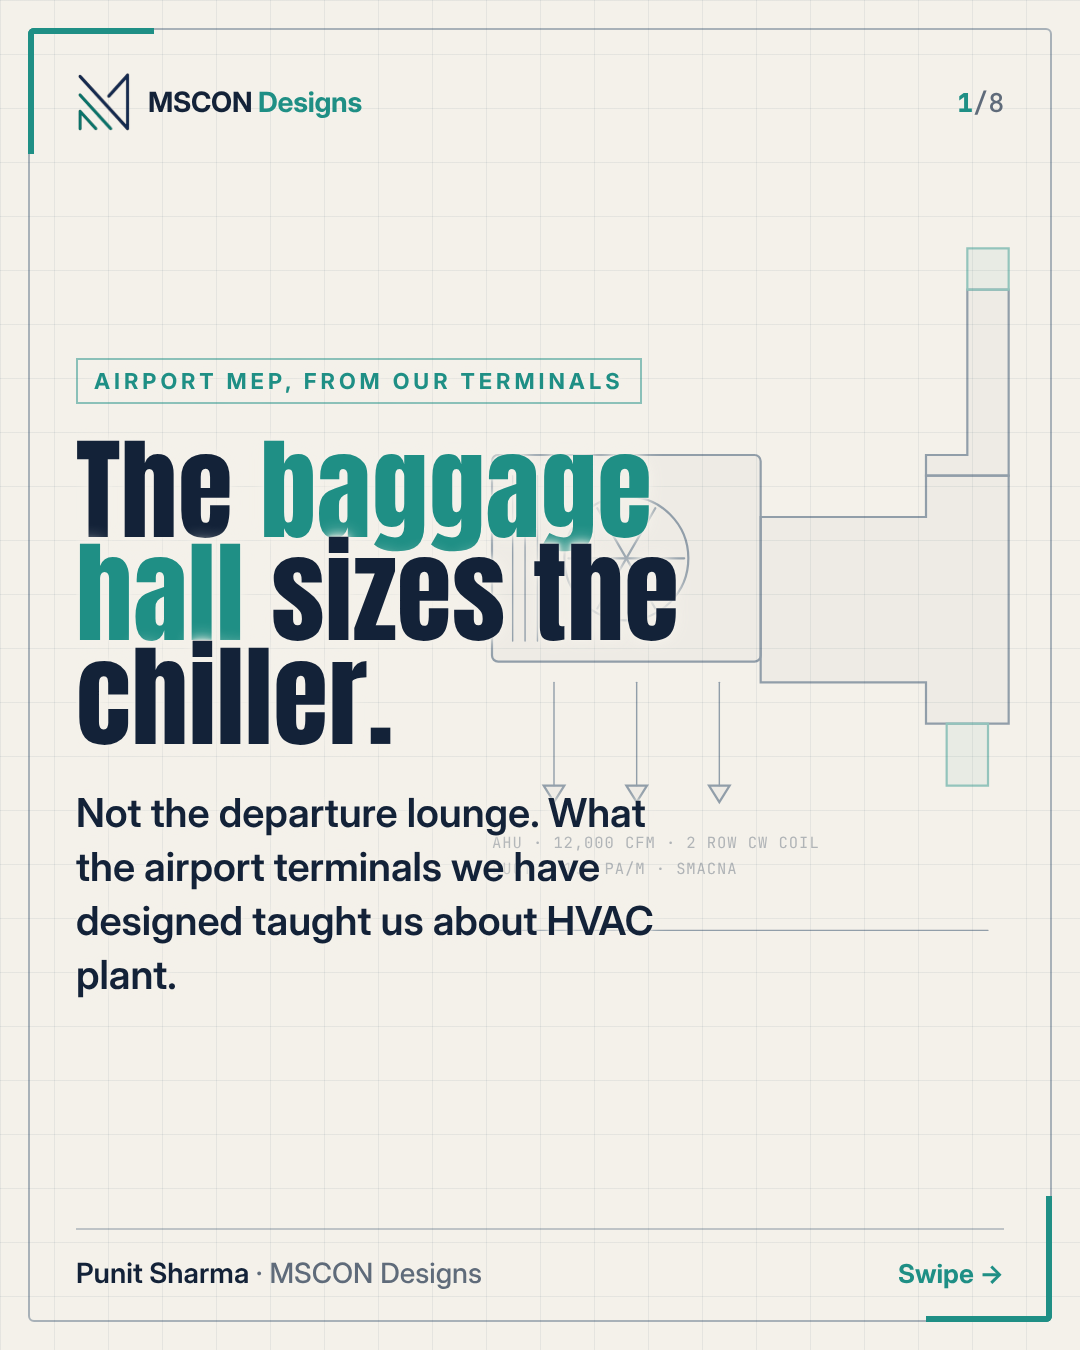 MSCON Designs
1/8
AIRPORT MEP, FROM OUR TERMINALS
The baggage
hall sizes the
chiller.
Not the departure lounge. What
the airport terminals we have
designed taught us about HVAC
plant.
AHU · 12,000 CFM · 2 ROW CW COIL
PA/M · SMACNA
Punit Sharma · MSCON Designs
Swipe →